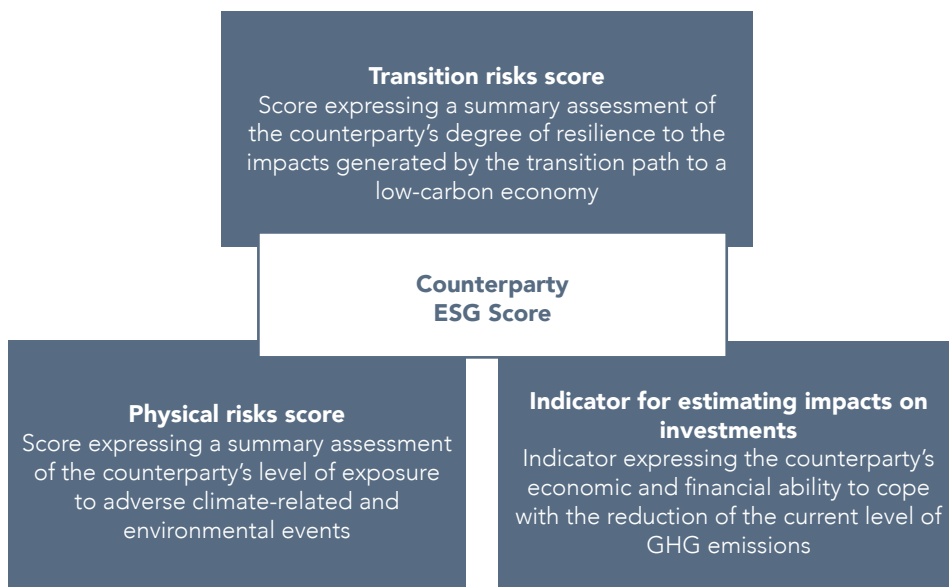 Transition risks score
Score expressing a summary assessment of
the counterparty's degree of resilience to the
impacts generated by the transition path to a
low-carbon economy
Counterparty
ESG Score
Physical risks score
Score expressing a summary assessment
of the counterparty's level of exposure
to adverse climate-related and
environmental events
Indicator for estimating impacts on
investments
Indicator expressing the counterparty's
economic and financial ability to cope
with the reduction of the current level of
GHG emissions